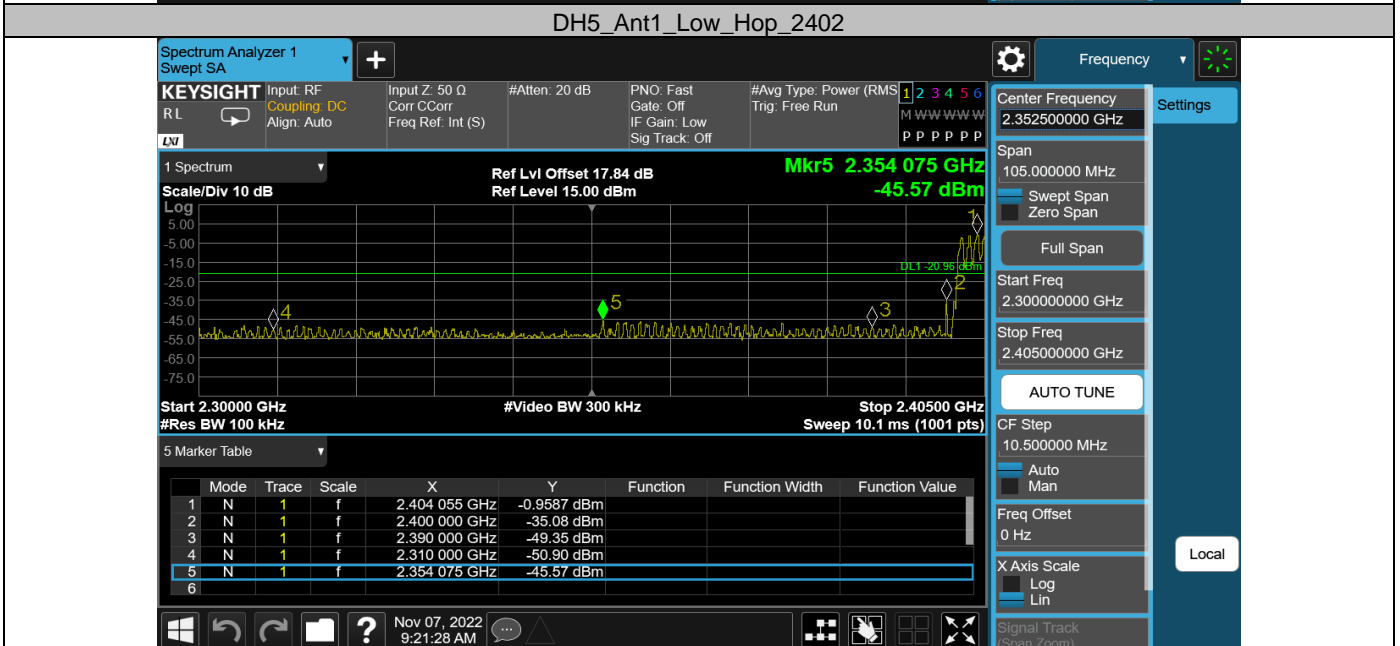 DH5_Ant1_Low_Hop_2402
Spectrum Analyzer 1
Swept SA
Frequency
KEYSIGHT
RL
LXI
Input: RF
Coupling: DC
Align: Auto
Input Z: 50 Ω
Corr CCorr
Freq Ref: Int (S)
#Atten: 20 dB
PNO: Fast
Gate: Off
IF Gain: Low
Sig Track: Off
#Avg Type: Power (RMS
Trig: Free Run
1 2 3 4 5 6
M W W W W W
P P P P P P
1 Spectrum
Scale/Div 10 dB
Ref Lvl Offset 17.84 dB
Ref Level 15.00 dBm
Mkr5 2.354 075 GHz
-45.57 dBm
Log
5.00
-5.00
-15.0
-25.0
-35.0
-45.0
-55.0
-65.0
-75.0
1
DL1 -20.96 dBm
2
3
4
5
Start 2.30000 GHz
#Video BW 300 kHz
Stop 2.40500 GHz
#Res BW 100 kHz
Sweep 10.1 ms (1001 pts)
5 Marker Table
Mode Trace Scale X Y Function Function Width Function Value
1 N 1 f 2.404 055 GHz -0.9587 dBm
2 N 1 f 2.400 000 GHz -35.08 dBm
3 N 1 f 2.390 000 GHz -49.35 dBm
4 N 1 f 2.310 000 GHz -50.90 dBm
5 N 1 f 2.354 075 GHz -45.57 dBm
6
Nov 07, 2022
9:21:28 AM
Center Frequency
2.352500000 GHz
Settings
Span
105.000000 MHz
Swept Span
Zero Span
Full Span
Start Freq
2.300000000 GHz
Stop Freq
2.405000000 GHz
AUTO TUNE
CF Step
10.500000 MHz
Auto
Man
Freq Offset
0 Hz
Local
X Axis Scale
Log
Lin
Signal Track
(Span Zoom)